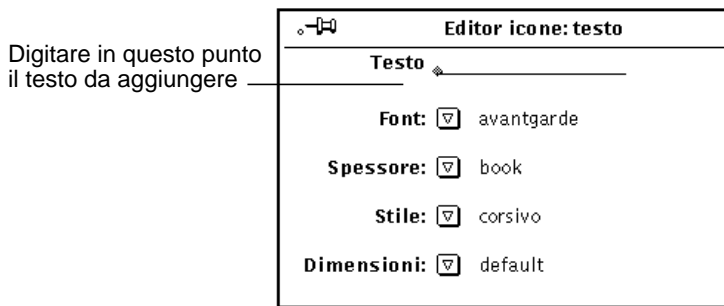 Editor icone: testo
Digitare in questo punto
il testo da aggiungere
Testo
Font: avantgarde
Spessore: book
Stile: corsivo
Dimensioni: default